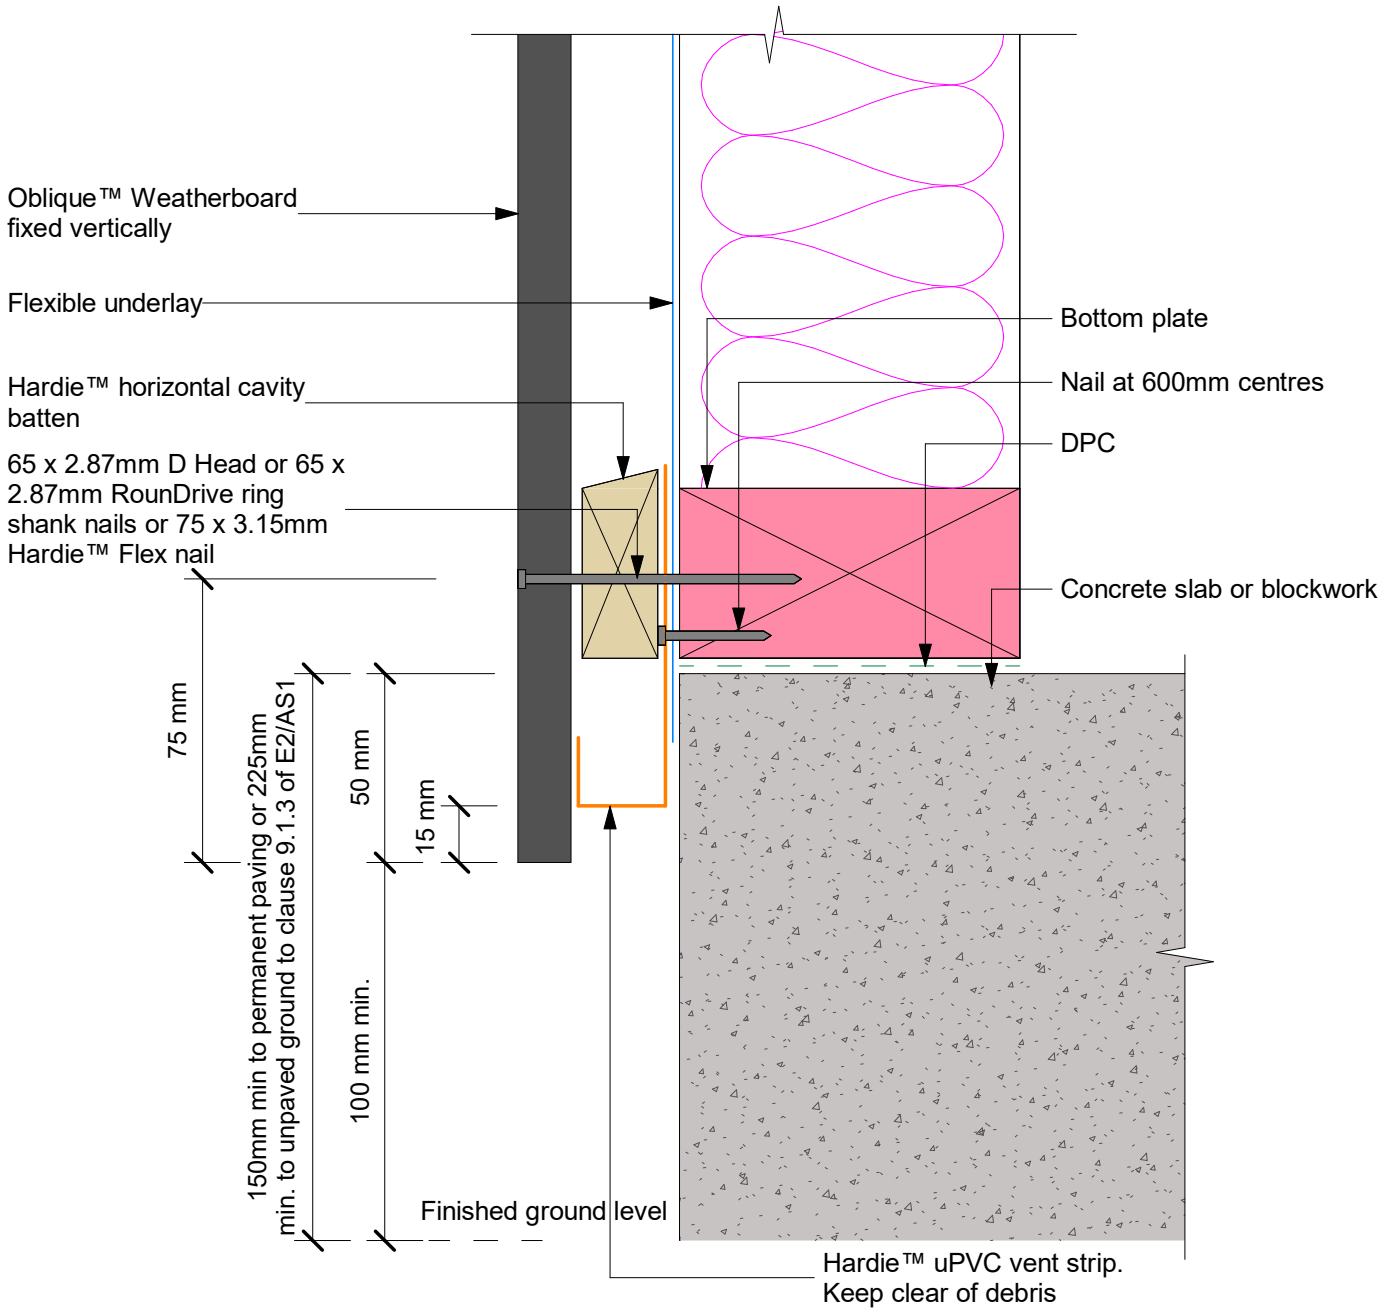 Oblique™ Weatherboard
fixed vertically
Flexible underlay
Hardie™ horizontal cavity
batten
65 x 2.87mm D Head or 65 x
2.87mm RounDrive ring
shank nails or 75 x 3.15mm
Hardie™ Flex nail
Bottom plate
Nail at 600mm centres
DPC
Concrete slab or blockwork
75 mm
150mm min to permanent paving or 225mm
min. to unpaved ground to clause 9.1.3 of E2/AS1
50 mm
15 mm
100 mm min.
Finished ground level
Hardie™ uPVC vent strip.
Keep clear of debris